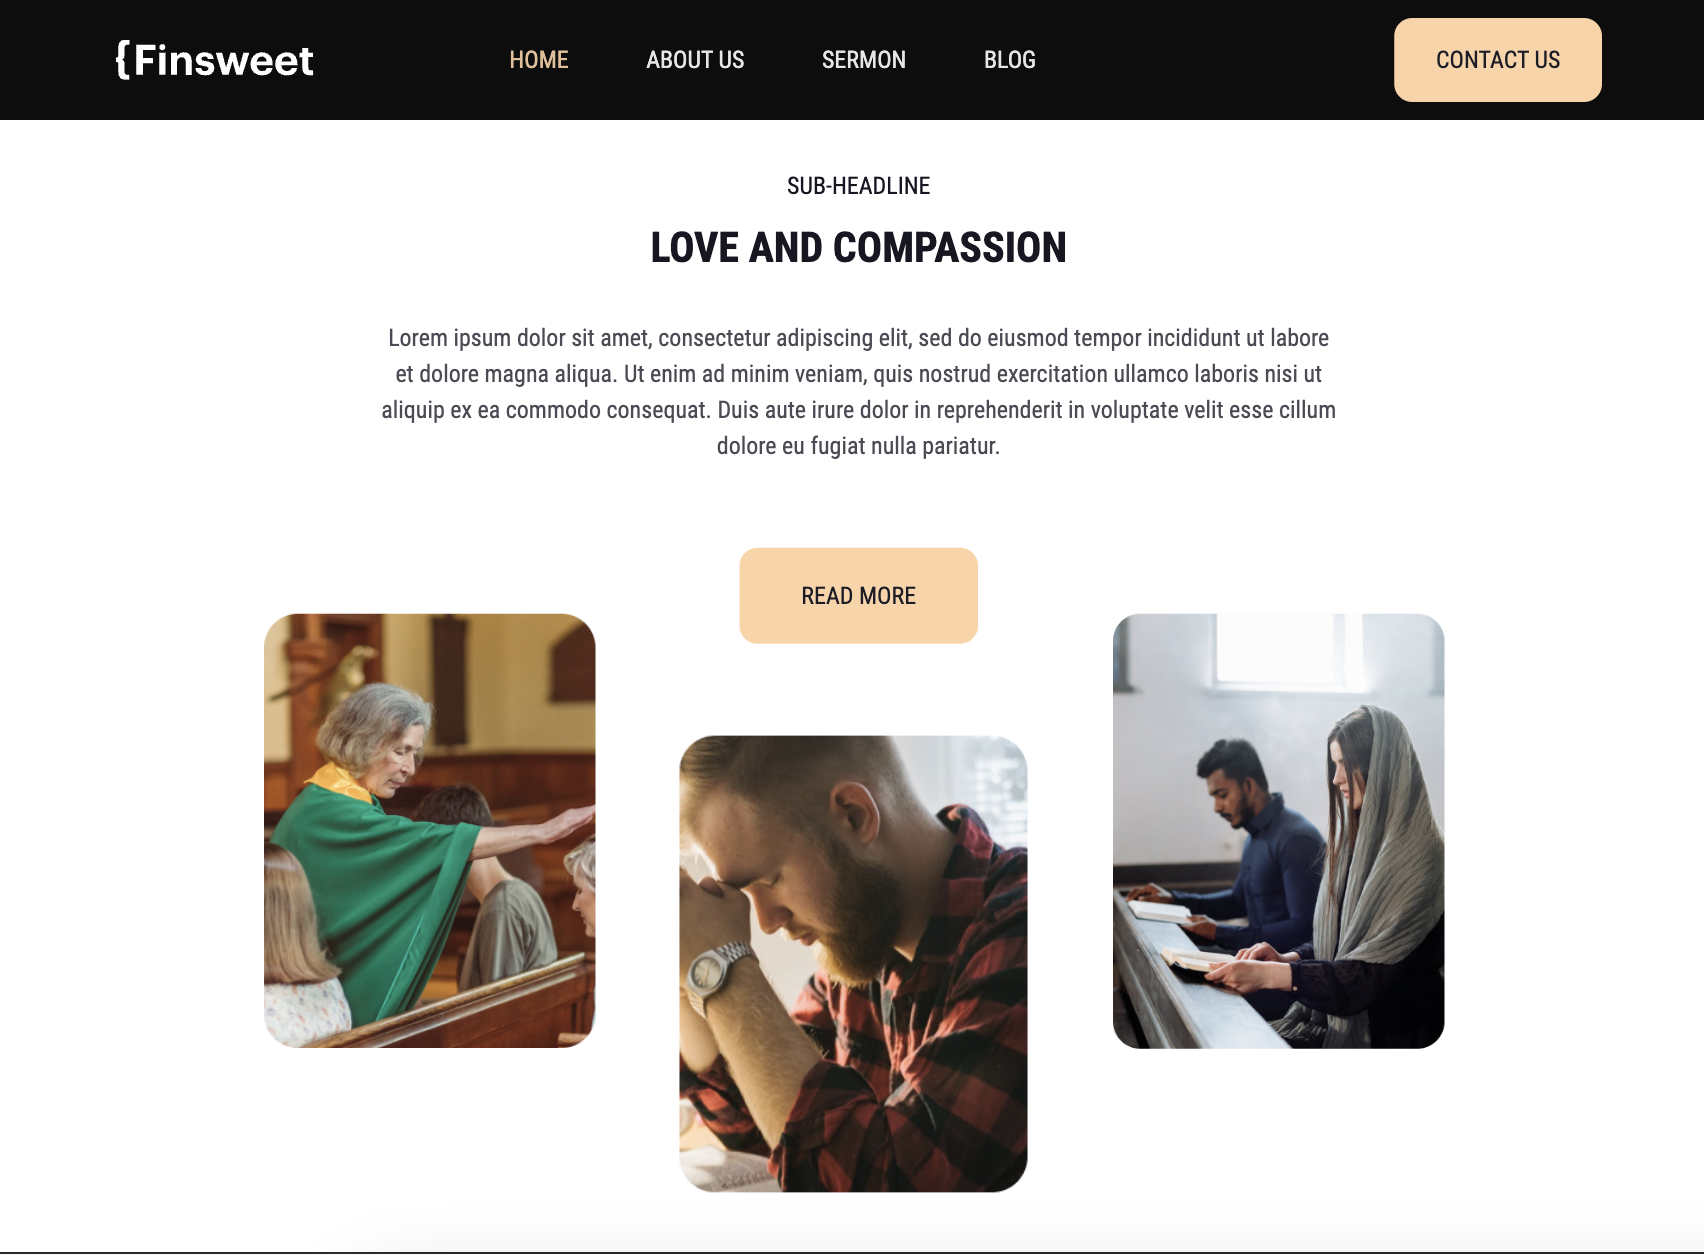 {Finsweet
HOME
ABOUT US
SERMON
BLOG
CONTACT US
SUB-HEADLINE
LOVE AND COMPASSION
Lorem ipsum dolor sit amet, consectetur adipiscing elit, sed do eiusmod tempor incididunt ut labore
et dolore magna aliqua. Ut enim ad minim veniam, quis nostrud exercitation ullamco laboris nisi ut
aliquip ex ea commodo consequat. Duis aute irure dolor in reprehenderit in voluptate velit esse cillum
dolore eu fugiat nulla pariatur.
READ MORE